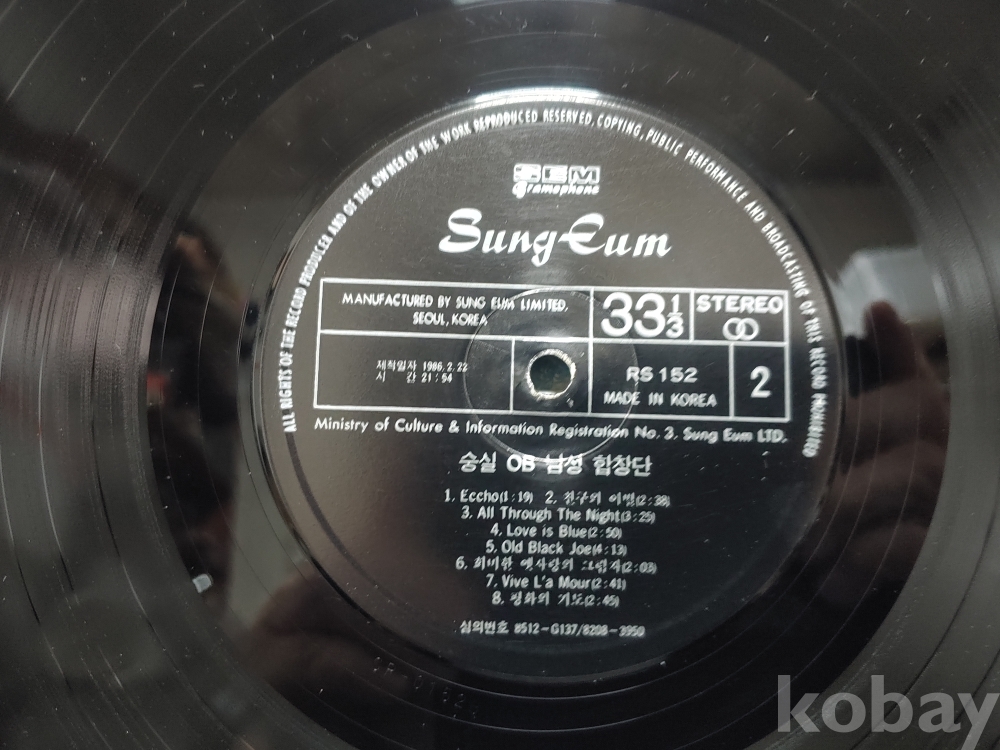 ALL RIGHTS OF THE RECORD PRODUCER AND OF THE OWNER OF THE WORK REPRODUCED RESERVED, COPYING, PUBLIC PERFORMANCE AND BROADCASTING OF THIS RECORD PROHIBITED
SEM
Gramophone
Sung Eum
MANUFACTURED BY SUNG EUM LIMITED.
SEOUL, KOREA
33 1/3
STEREO
제작일자 1986. 2. 22
시 간 21 : 54
RS 152
MADE IN KOREA
2
Ministry of Culture & Information Registration No. 3. Sung Eum LTD.
숭실 OB 남성 합창단
1. Eccho(1 : 19) 2. 친구의 이별(2 : 38)
3. All Through The Night(3 : 25)
4. Love is Blue(2 : 50)
5. Old Black Joe(4 : 13)
6. 희미한 옛사랑의 그림자(2 : 03)
7. Vive L'a Mour(2 : 41)
8. 평화의 기도(2 : 45)
심의번호 8512-G137/8208-3950
kobay